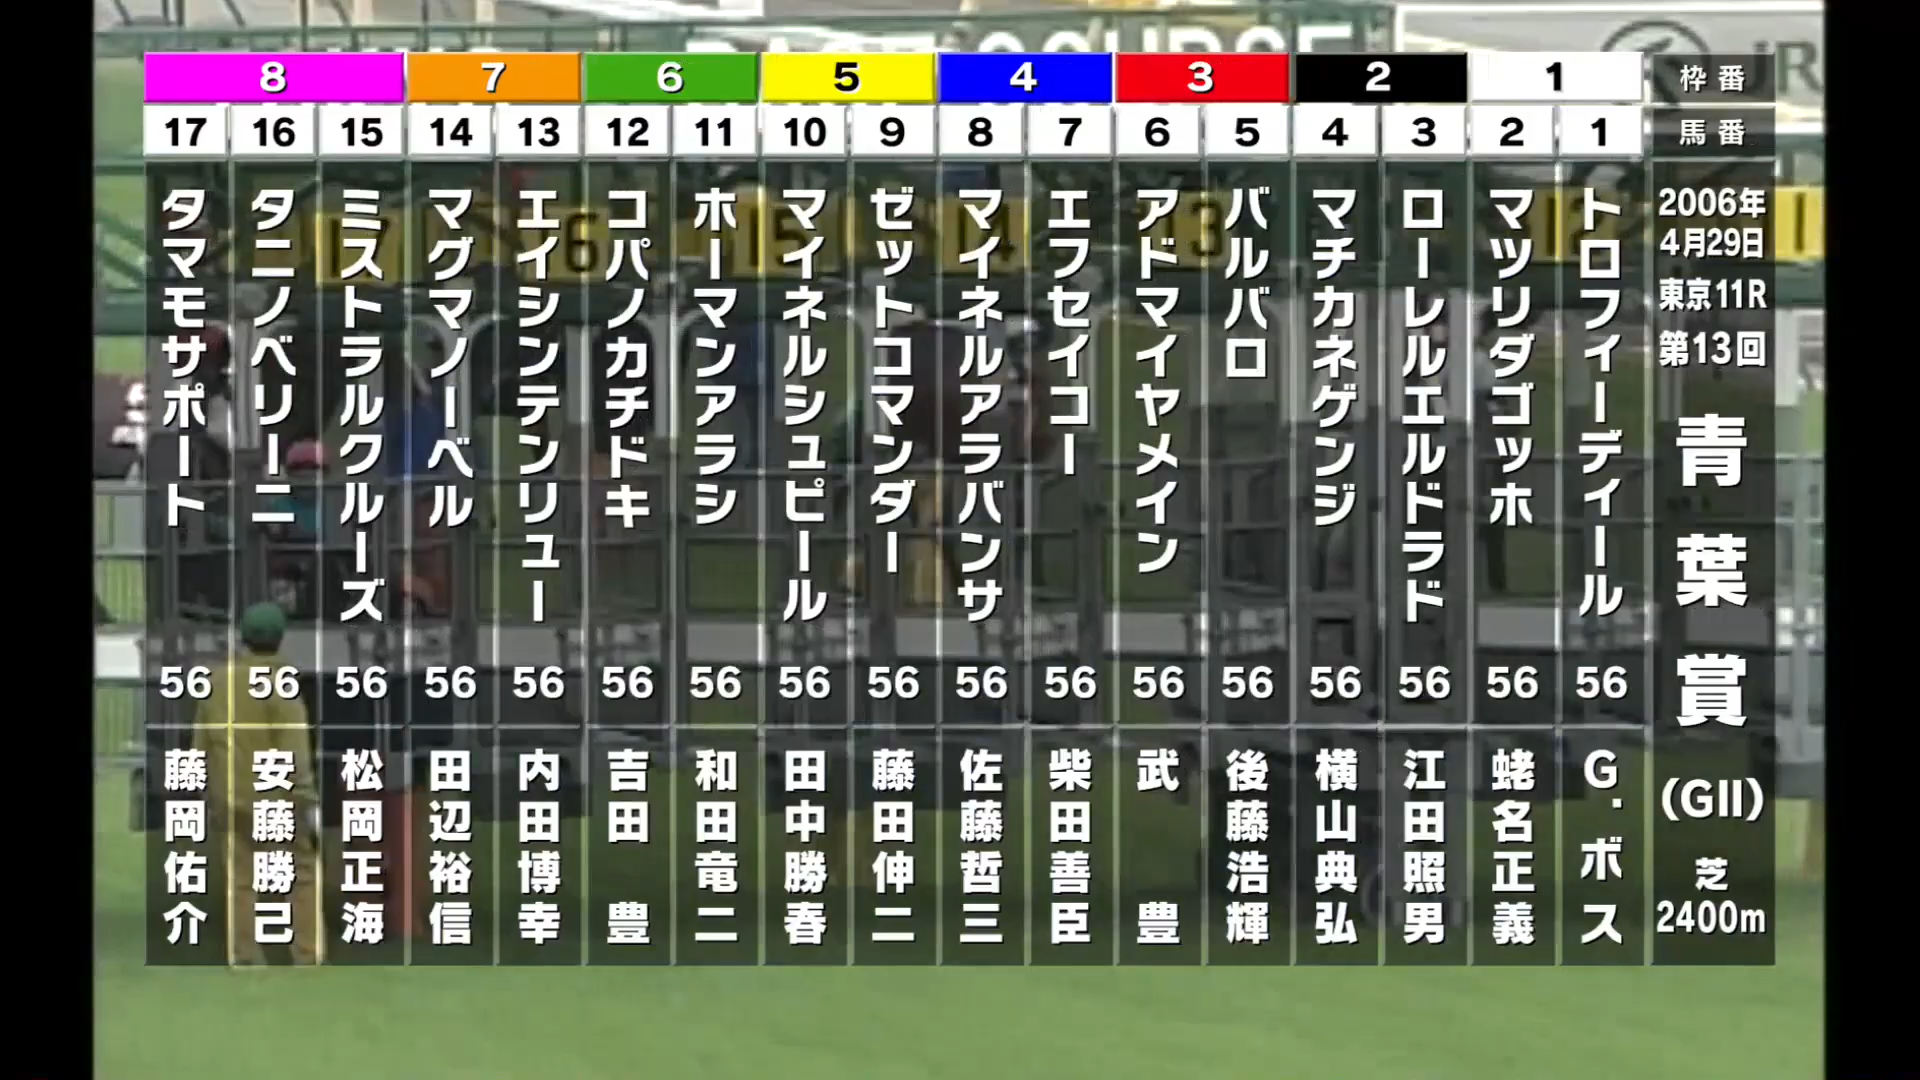 枠番 1 2 3 4 5 6 7 8
馬番 1 2 3 4 5 6 7 8 9 10 11 12 13 14 15 16 17
2006年
4月29日
東京11R
第13回
青葉賞
(GII)
芝
2400m
トロフィーディール 56 G.ボス
マツリダゴッホ 56 蛯名正義
ローレルエルドラド 56 江田照男
マチカネゲンジ 56 横山典弘
バルバロ 56 後藤浩輝
アドマイヤメイン 56 武 豊
エフセイコー 56 柴田善臣
マイネルアラバンサ 56 佐藤哲三
ゼットコマンダー 56 藤田伸二
マイネルシュピール 56 田中勝春
ホーマンアラシ 56 和田竜二
コパノカチドキ 56 吉田 豊
エイシンテンリュー 56 内田博幸
マグマノーベル 56 田辺裕信
ミストラルクルーズ 56 松岡正海
タニノベリーニ 56 安藤勝己
タマモサポート 56 藤岡佑介
17
16
15
14
13
12
COURSE